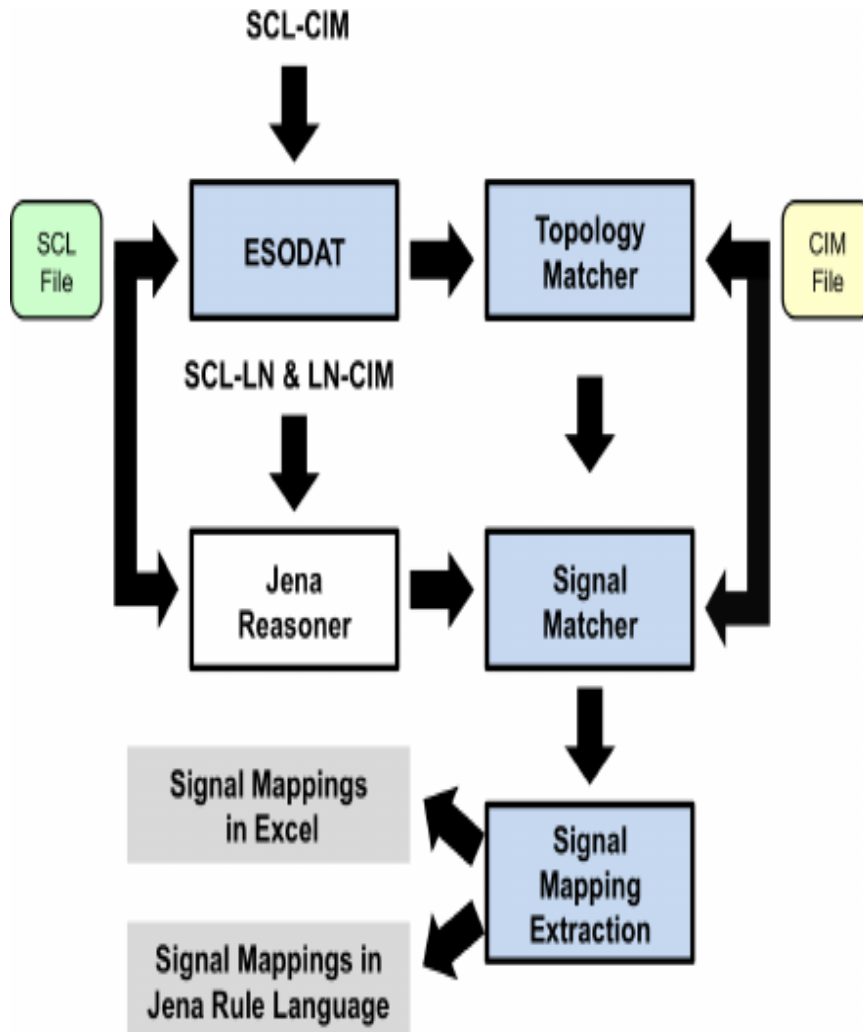 SCL-CIM
SCL
File
ESODAT
Topology
Matcher
CIM
File
SCL-LN & LN-CIM
Jena
Reasoner
Signal
Matcher
Signal Mappings
in Excel
Signal
Mapping
Extraction
Signal Mappings in
Jena Rule Language